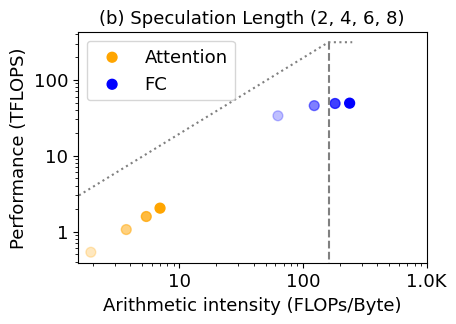 (b) Speculation Length (2, 4, 6, 8)
Attention
FC
Performance (TFLOPS)
100
10
1
10
100
1.0K
Arithmetic intensity (FLOPs/Byte)